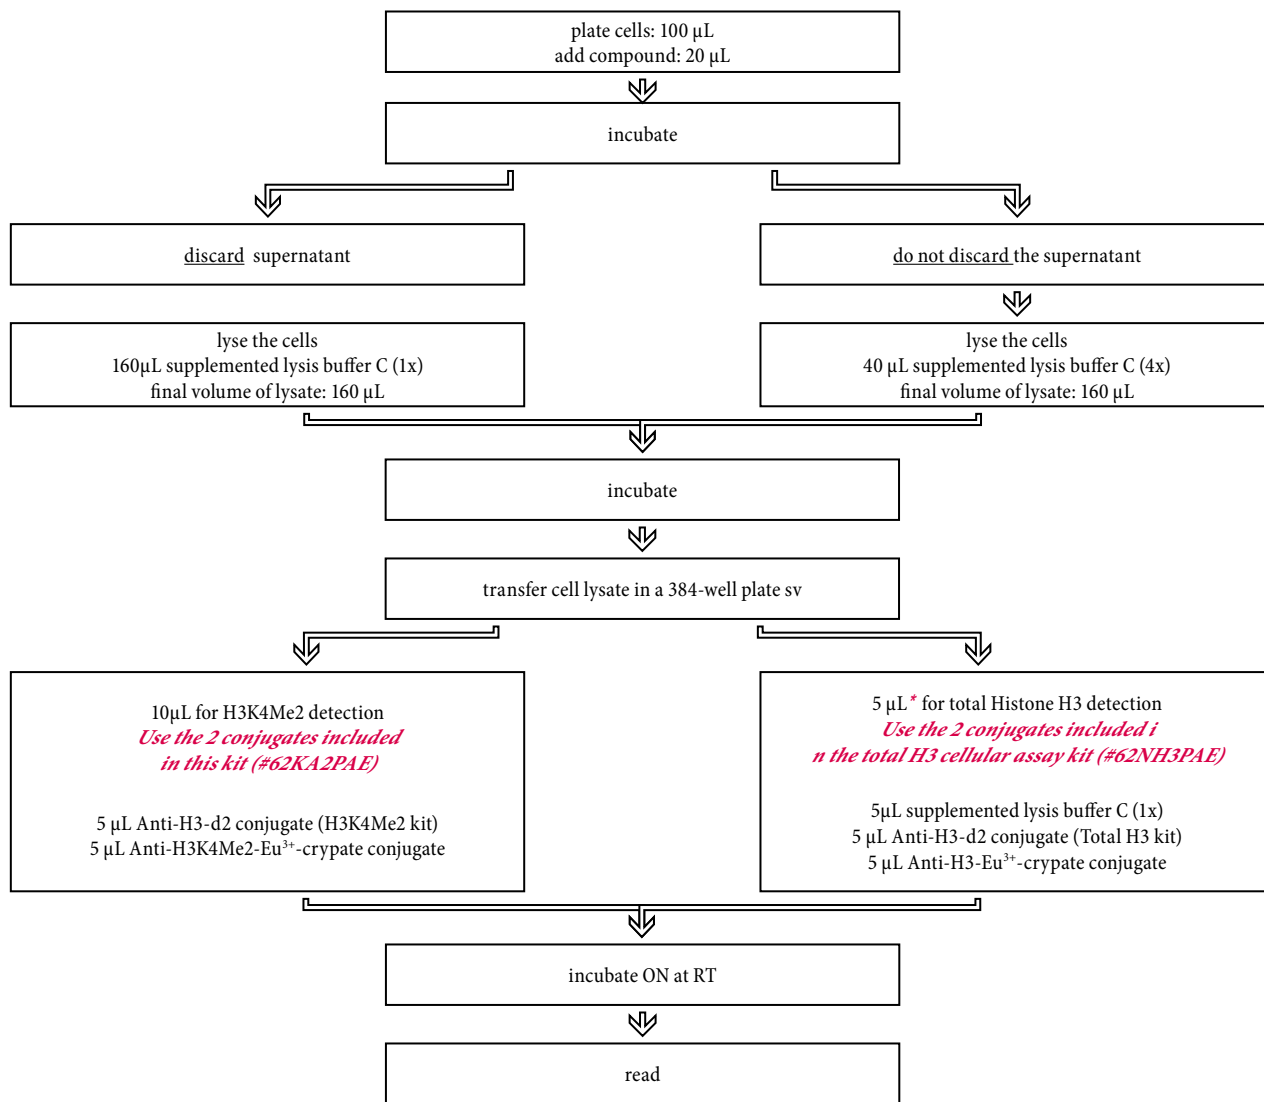 plate cells: 100 µL
add compound: 20 µL
incubate
discard supernatant
do not discard the supernatant
lyse the cells
160µL supplemented lysis buffer C (1x)
final volume of lysate: 160 µL
lyse the cells
40 µL supplemented lysis buffer C (4x)
final volume of lysate: 160 µL
incubate
transfer cell lysate in a 384-well plate sv
10µL for H3K4Me2 detection
Use the 2 conjugates included
in this kit (#62KA2PAE)
5 µL Anti-H3-d2 conjugate (H3K4Me2 kit)
5 µL Anti-H3K4Me2-Eu³⁺-crypate conjugate
5 µL* for total Histone H3 detection
Use the 2 conjugates included i
n the total H3 cellular assay kit (#62NH3PAE)
5µL supplemented lysis buffer C (1x)
5 µL Anti-H3-d2 conjugate (Total H3 kit)
5 µL Anti-H3-Eu³⁺-crypate conjugate
incubate ON at RT
read